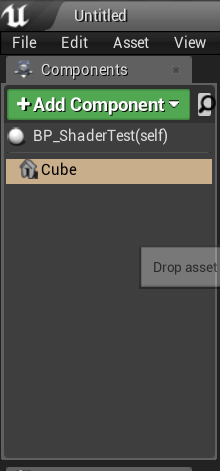 Untitled
File Edit Asset View
Components
+Add Component
BP_ShaderTest(self)
Cube
Drop asset